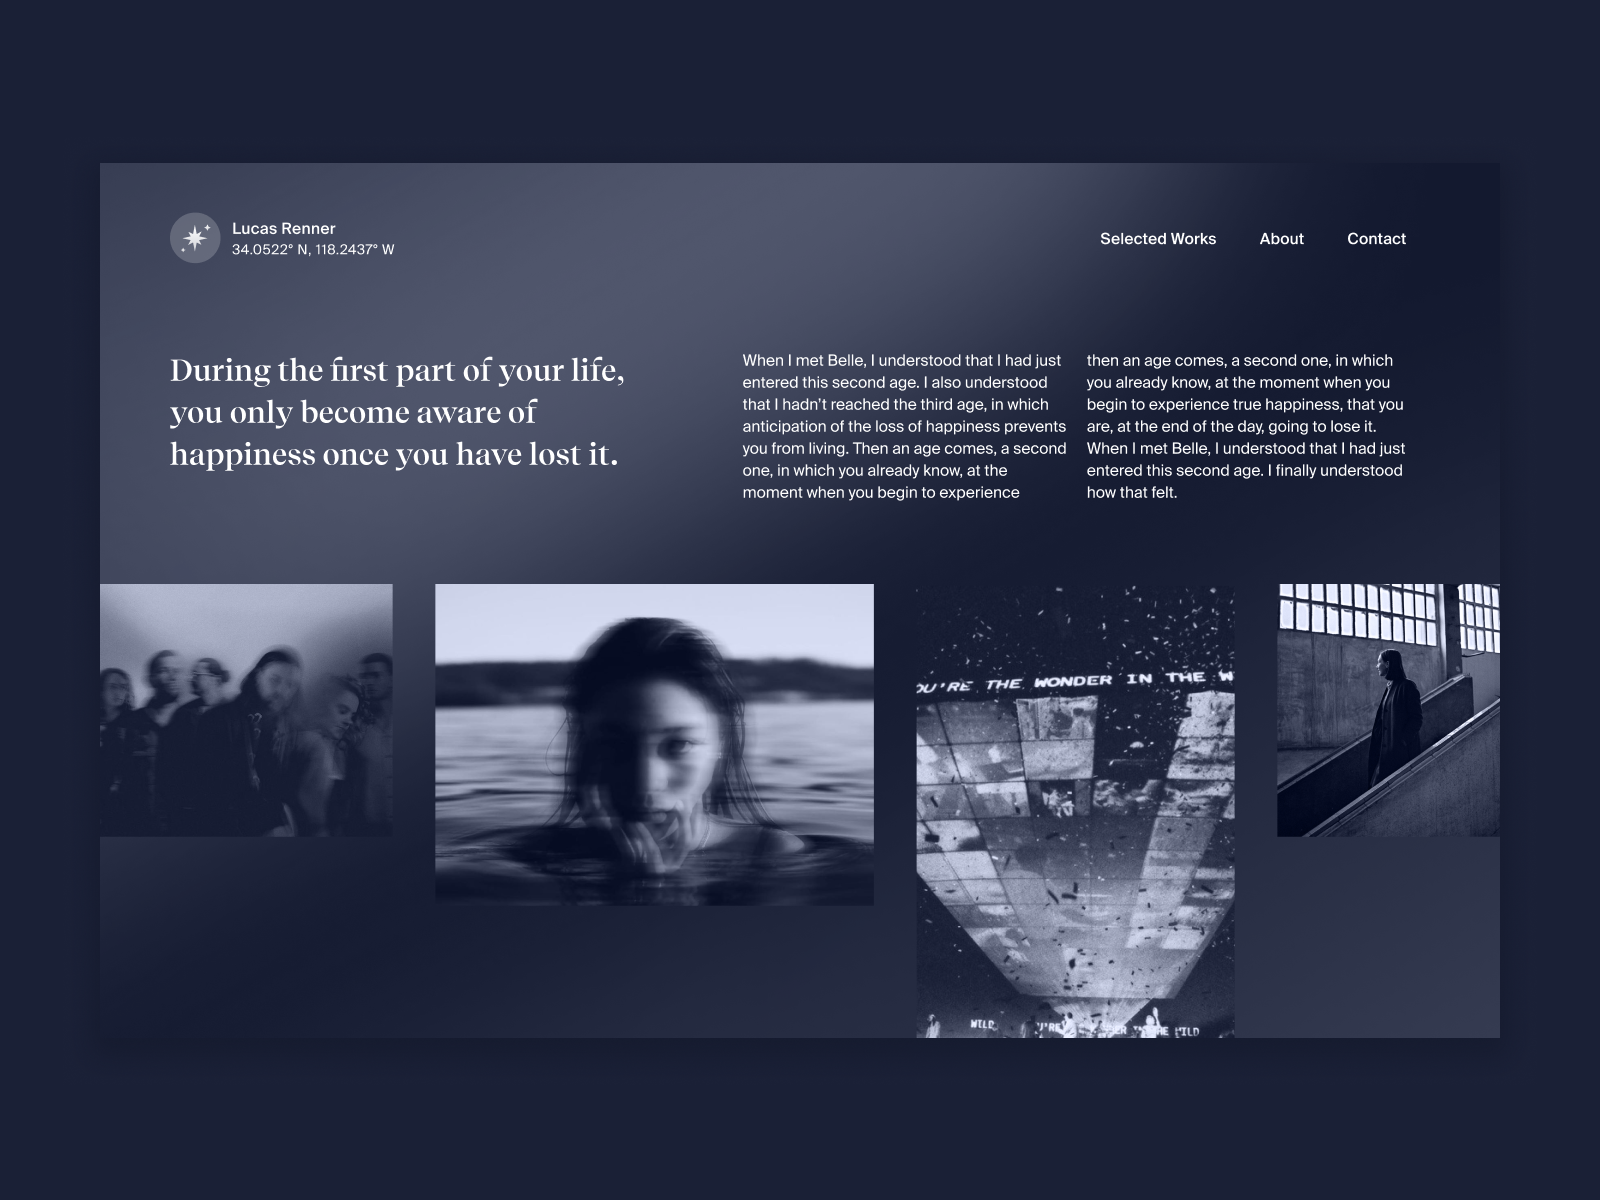 Lucas Renner
34.0522° N, 118.2437° W
Selected Works
About
Contact
During the first part of your life,
you only become aware of
happiness once you have lost it.
When I met Belle, I understood that I had just
entered this second age. I also understood
that I hadn’t reached the third age, in which
anticipation of the loss of happiness prevents
you from living. Then an age comes, a second
one, in which you already know, at the
moment when you begin to experience
then an age comes, a second one, in which
you already know, at the moment when you
begin to experience true happiness, that you
are, at the end of the day, going to lose it.
When I met Belle, I understood that I had just
entered this second age. I finally understood
how that felt.
OU'RE THE WONDER IN THE W
WILD